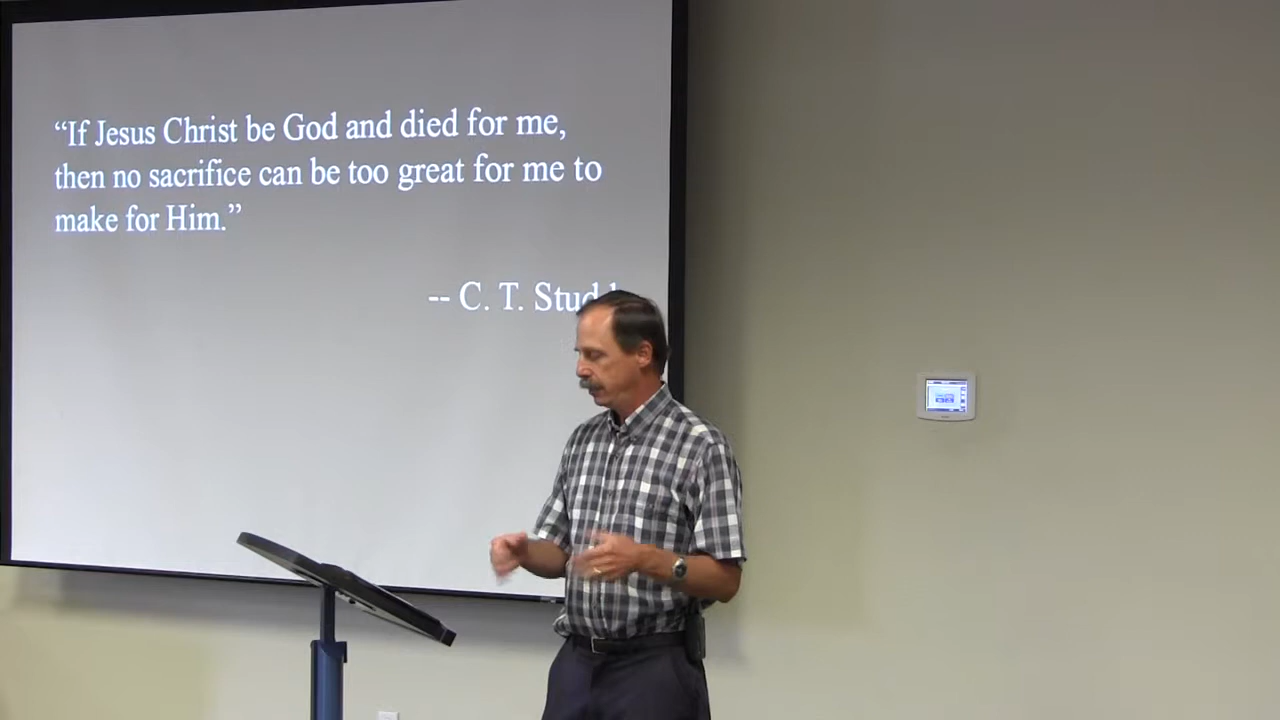 “If Jesus Christ be God and died for me,
then no sacrifice can be too great for me to
make for Him.”
-- C. T. Studd